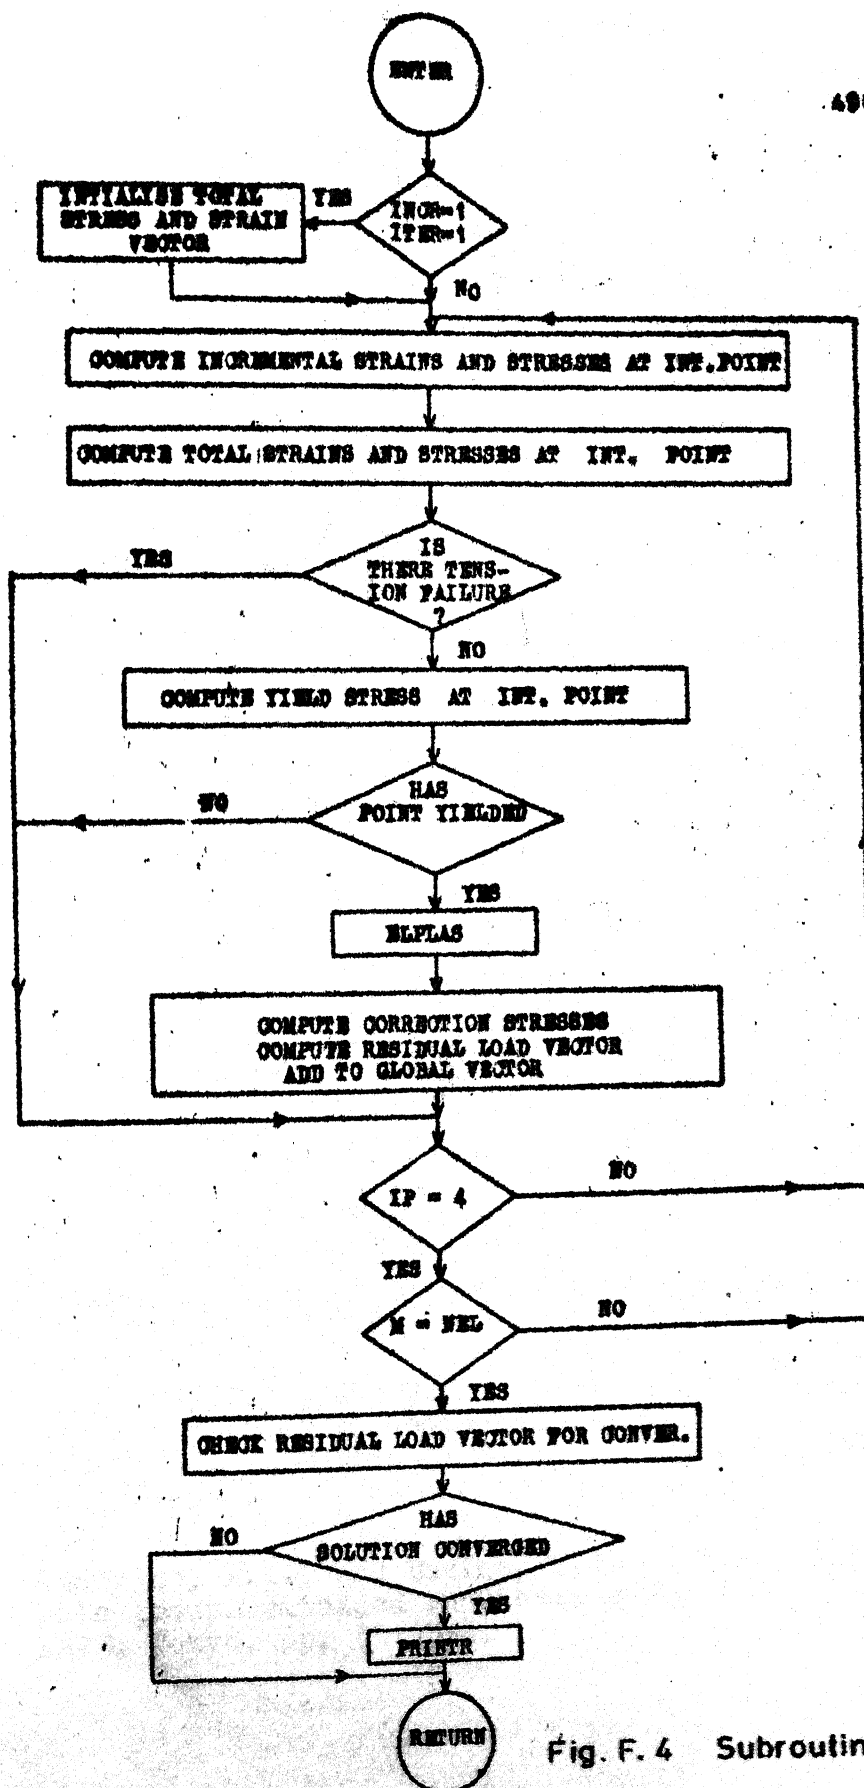 ENTER
INCR=1
ITER=1
YES
INTIALYSE TOTAL
STRESS AND STRAIN
VECTOR
NO
COMPUTE INCREMENTAL STRAINS AND STRESSES AT INT.POINT
COMPUTE TOTAL STRAINS AND STRESSES AT INT. POINT
IS
THERE TENS-
ION FAILURE
?
YES
NO
COMPUTE YIELD STRESS AT INT. POINT
HAS
POINT YIELDED
NO
YES
ELPLAS
COMPUTE CORRECTION STRESSES
COMPUTE RESIDUAL LOAD VECTOR
ADD TO GLOBAL VECTOR
IP = 4
NO
YES
M = NEL
NO
YES
CHECK RESIDUAL LOAD VECTOR FOR CONVER.
HAS
SOLUTION CONVERGED
NO
YES
PRINTR
RETURN
Fig. F. 4 Subroutin